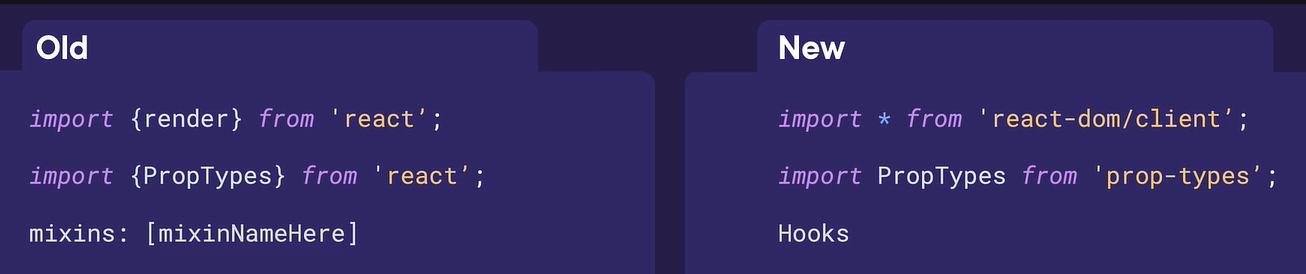 Old
import {render} from 'react’;
import {PropTypes} from 'react’;
mixins: [mixinNameHere]
New
import * from 'react-dom/client’;
import PropTypes from 'prop-types’;
Hooks